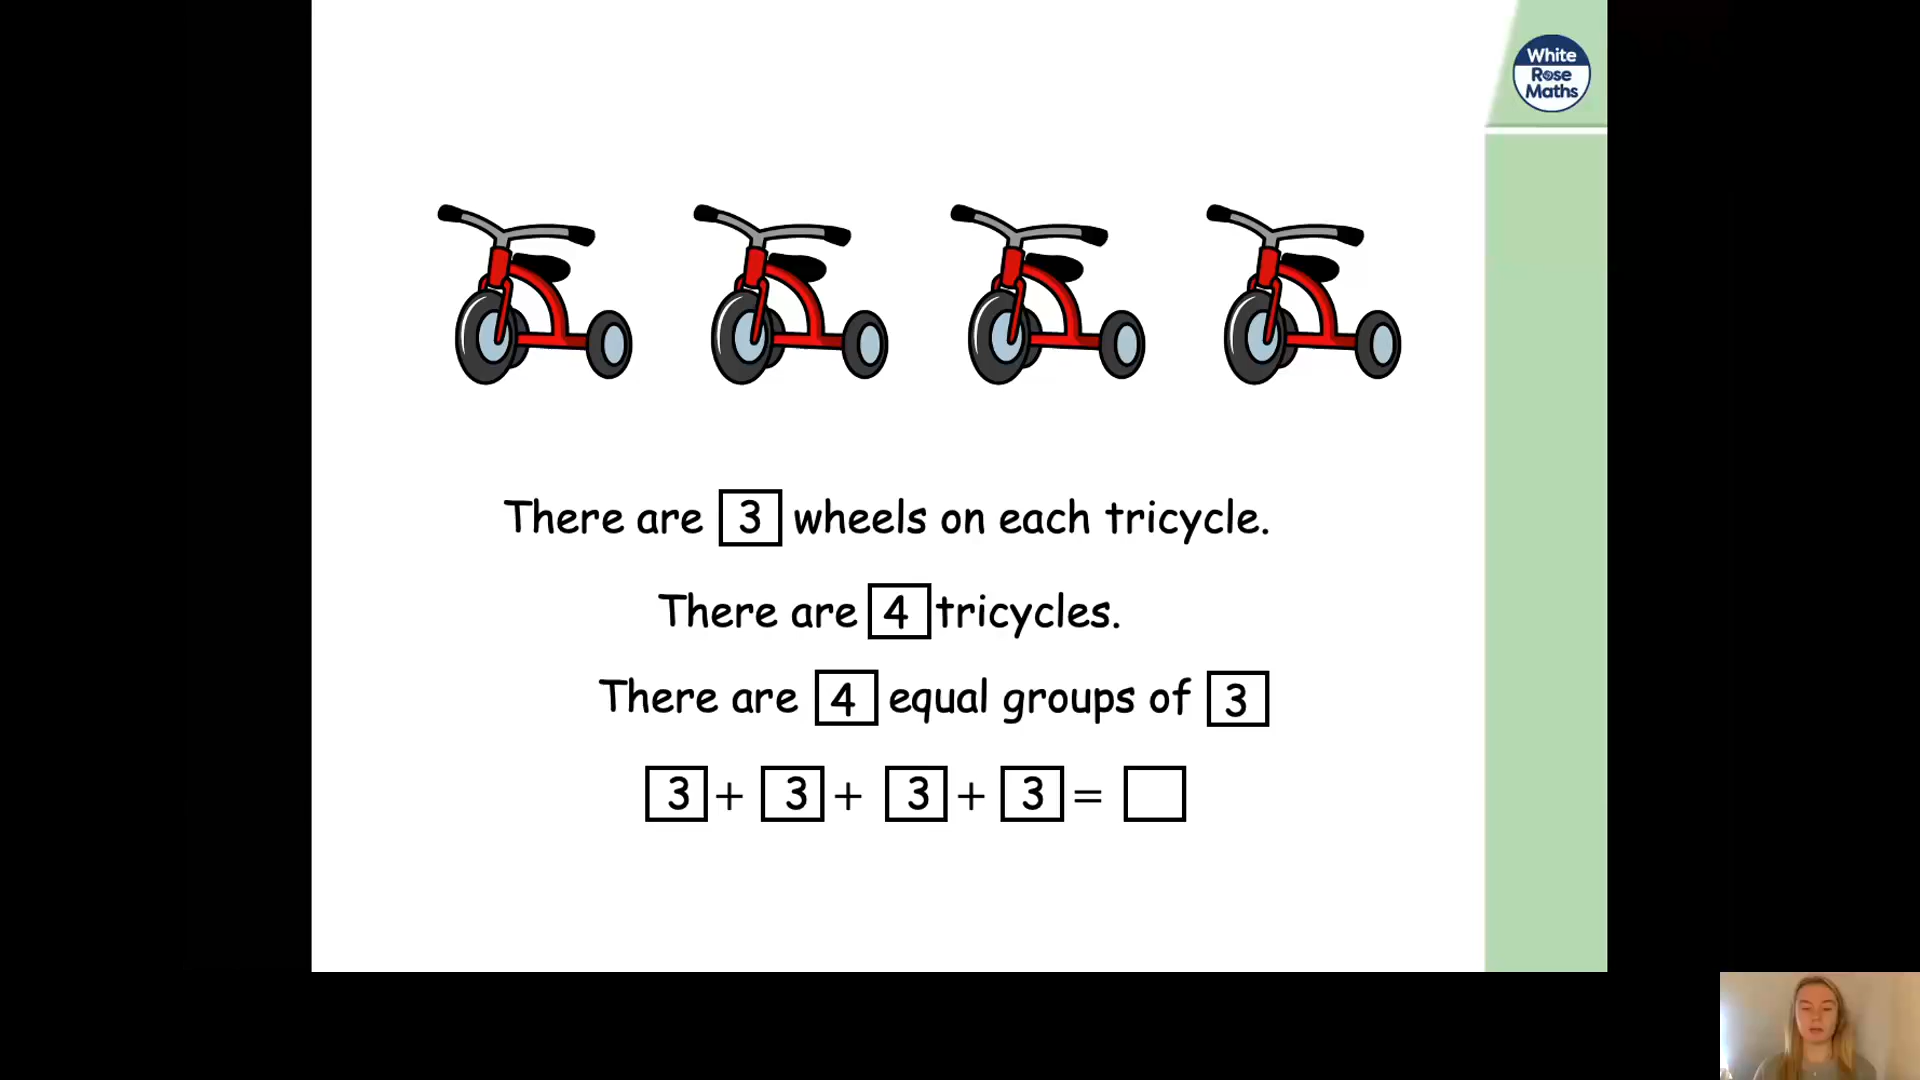 White
Rose
Maths
There are 3 wheels on each tricycle.
There are 4 tricycles.
There are 4 equal groups of 3
3 + 3 + 3 + 3 =